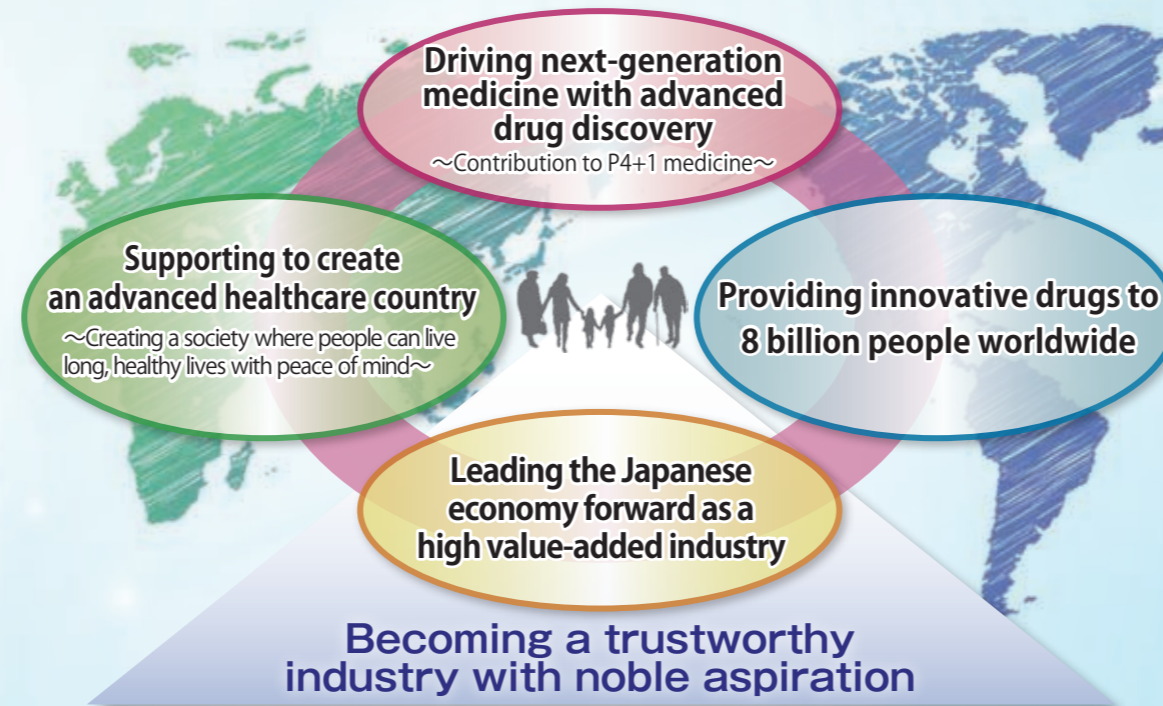 Driving next-generation
medicine with advanced
drug discovery
～Contribution to P4+1 medicine～
Supporting to create
an advanced healthcare country
～Creating a society where people can live
long, healthy lives with peace of mind～
Providing innovative drugs to
8 billion people worldwide
Leading the Japanese
economy forward as a
high value-added industry
Becoming a trustworthy
industry with noble aspiration